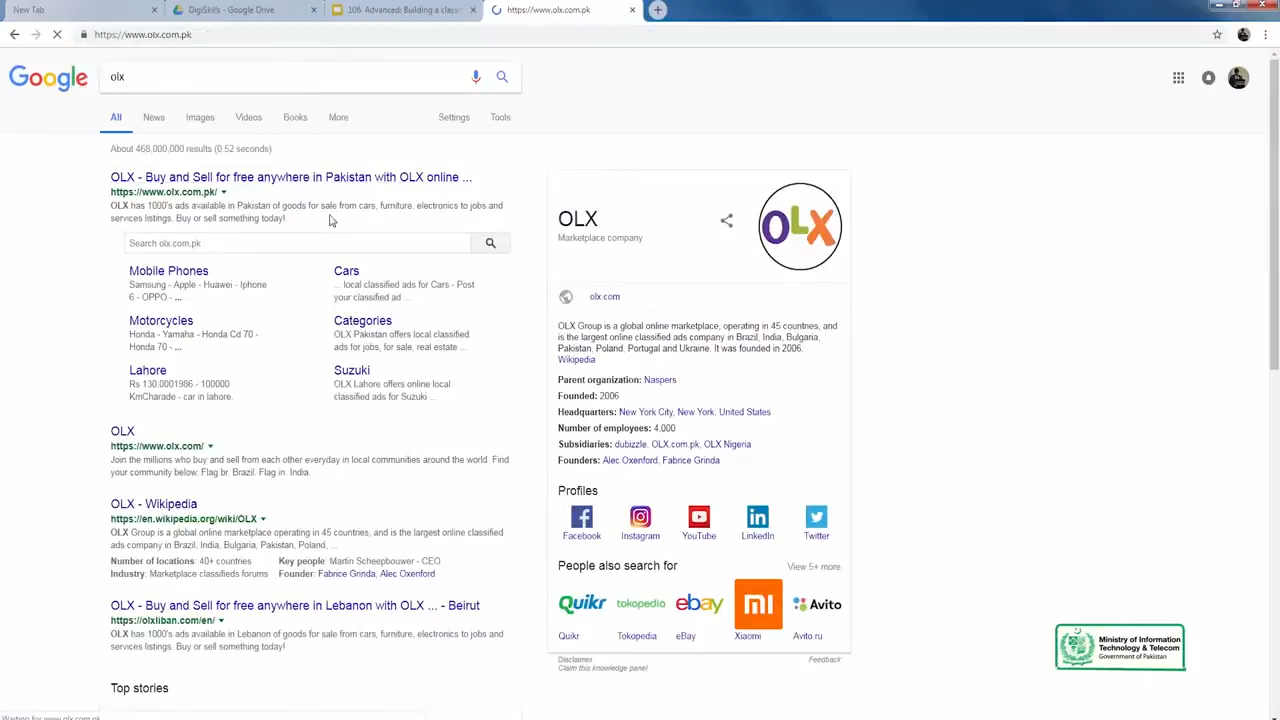 New Tab
DigiSkills - Google Drive
106. Advanced: Building a class
https://www.olx.com.pk
https://www.olx.com.pk
Google
olx
All
News
Images
Videos
Books
More
Settings
Tools
About 468,000,000 results (0.52 seconds)
OLX - Buy and Sell for free anywhere in Pakistan with OLX online ...
https://www.olx.com.pk/
OLX has 1000's ads available in Pakistan of goods for sale from cars, furniture, electronics to jobs and
services listings. Buy or sell something today!
Search olx.com.pk
Mobile Phones
Samsung - Apple - Huawei - Iphone
6 - OPPO - ...
Cars
... local classified ads for Cars - Post
your classified ad ...
Motorcycles
Honda - Yamaha - Honda Cd 70 -
Honda 70 - ...
Categories
OLX Pakistan offers local classified
ads for jobs, for sale, real estate ...
Lahore
Rs 130,0001986 - 100000
KmCharade - car in lahore.
Suzuki
OLX Lahore offers online local
classified ads for Suzuki ...
OLX
https://www.olx.com/
Join the millions who buy and sell from each other everyday in local communities around the world. Find
your community below. Flag br. Brazil. Flag in. India.
OLX - Wikipedia
https://en.wikipedia.org/wiki/OLX
OLX Group is a global online marketplace operating in 45 countries, and is the largest online classified
ads company in Brazil, India, Bulgaria, Pakistan, Poland, ...
Number of locations: 40+ countries
Key people: Martin Scheepbouwer - CEO
Industry: Marketplace classifieds forums
Founder: Fabrice Grinda, Alec Oxenford
OLX - Buy and Sell for free anywhere in Lebanon with OLX ... - Beirut
https://olxliban.com/en/
OLX has 1000's ads available in Lebanon of goods for sale from cars, furniture, electronics to jobs and
services listings. Buy or sell something today!
Top stories
Waiting for www.olx.com.pk
OLX
Marketplace company
OLX
olx.com
OLX Group is a global online marketplace, operating in 45 countries, and
is the largest online classified ads company in Brazil, India, Bulgaria,
Pakistan, Poland, Portugal and Ukraine. It was founded in 2006.
Wikipedia
Parent organization: Naspers
Founded: 2006
Headquarters: New York City, New York, United States
Number of employees: 4,000
Subsidiaries: dubizzle, OLX.com.pk, OLX Nigeria
Founders: Alec Oxenford, Fabrice Grinda
Profiles
Facebook
Instagram
YouTube
LinkedIn
Twitter
People also search for
View 5+ more
Quikr
tokopedia
ebay
mi
Avito
Quikr
Tokopedia
eBay
Xiaomi
Avito.ru
Disclaimer
Feedback
Claim this knowledge panel
Ministry of Information
Technology & Telecom
Government of Pakistan